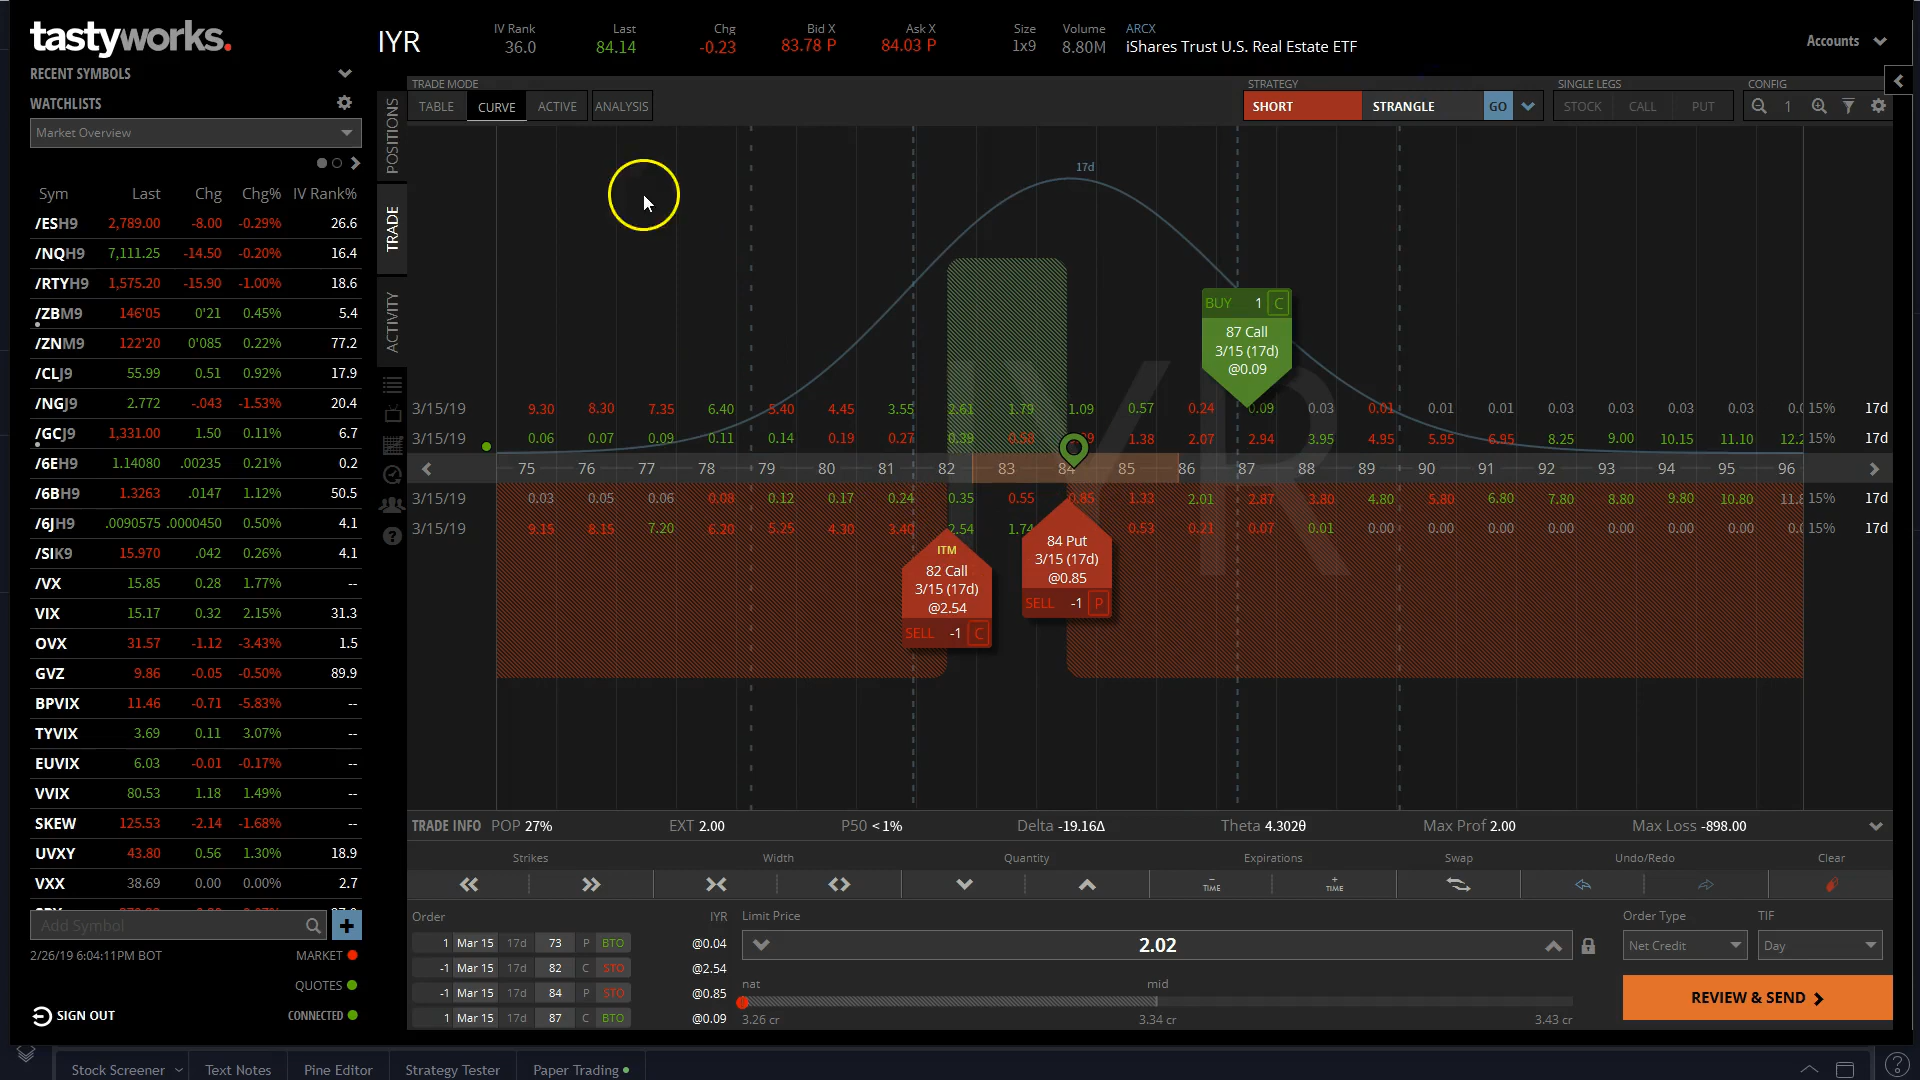 tastyworks.
RECENT SYMBOLS
WATCHLISTS
Market Overview
Sym Last Chg Chg% IV Rank%
/ESH9 2,789.00 -8.00 -0.29% 26.6
/NQH9 7,111.25 -14.50 -0.20% 16.4
/RTYH9 1,575.20 -15.90 -1.00% 18.6
/ZBM9 146'05 0'21 0.45% 5.4
/ZNM9 122'20 0'085 0.22% 77.2
/CLJ9 55.99 0.51 0.92% 17.9
/NGJ9 2.772 -.043 -1.53% 20.4
/GCJ9 1,331.00 1.50 0.11% 6.7
/6EH9 1.14080 .00235 0.21% 0.2
/6BH9 1.3263 .0147 1.12% 50.5
/6JH9 .0090575 .0000450 0.50% 4.1
/SIK9 15.970 .042 0.26% 4.1
/VX 15.85 0.28 1.77% --
VIX 15.17 0.32 2.15% 31.3
OVX 31.57 -1.12 -3.43% 1.5
GVZ 9.86 -0.05 -0.50% 89.9
BPVIX 11.46 -0.71 -5.83% --
TYVIX 3.69 0.11 3.07% --
EUVIX 6.03 -0.01 -0.17% --
VVIX 80.53 1.18 1.49% --
SKEW 125.53 -2.14 -1.68% --
UVXY 43.80 0.56 1.30% 18.9
VXX 38.69 0.00 0.00% 2.7
Add Symbol
2/26/19 6:04:11PM BOT MARKET
QUOTES
SIGN OUT CONNECTED
IYR
IV Rank Last Chg Bid X Ask X Size Volume ARCX
36.0 84.14 -0.23 83.78 P 84.03 P 1x9 8.80M iShares Trust U.S. Real Estate ETF
Accounts
POSITIONS
TRADE
ACTIVITY
TRADE MODE STRATEGY SINGLE LEGS CONFIG
TABLE CURVE ACTIVE ANALYSIS SHORT STRANGLE GO STOCK CALL PUT 1
17d
IYR
BUY 1 C
87 Call
3/15 (17d)
@0.09
3/15/19 9.30 8.30 7.35 6.40 5.40 4.45 3.55 2.61 1.79 1.09 0.57 0.24 0.09 0.03 0.01 0.01 0.01 0.03 0.03 0.03 0.03 15% 17d
3/15/19 0.06 0.07 0.09 0.11 0.14 0.19 0.27 0.39 0.58 1.38 2.07 2.94 3.95 4.95 5.95 6.95 8.25 9.00 10.15 11.10 12.2 15% 17d
75 76 77 78 79 80 81 82 83 84 85 86 87 88 89 90 91 92 93 94 95 96
3/15/19 0.03 0.05 0.06 0.08 0.12 0.17 0.24 0.35 0.55 0.85 1.33 2.01 2.87 3.80 4.80 5.80 6.80 7.80 8.80 9.80 10.80 11.8 15% 17d
3/15/19 9.15 8.15 7.20 6.20 5.25 4.30 3.40 2.54 1.74 0.53 0.21 0.07 0.01 0.00 0.00 0.00 0.00 0.00 0.00 0.00 15% 17d
ITM
82 Call
3/15 (17d)
@2.54
SELL -1 C
84 Put
3/15 (17d)
@0.85
SELL -1 P
TRADE INFO POP 27% EXT 2.00 P50 <1% Delta -19.16Δ Theta 4.302θ Max Prof 2.00 Max Loss -898.00
Strikes Width Quantity Expirations Swap Undo/Redo Clear
TIME TIME
Order IYR Limit Price Order Type TIF
1 Mar 15 17d 73 P BTO @0.04
-1 Mar 15 17d 82 C STO @2.54
-1 Mar 15 17d 84 P STO @0.85
1 Mar 15 17d 87 C BTO @0.09
2.02
Net Credit Day
nat mid
3.26 cr 3.34 cr 3.43 cr
REVIEW & SEND
Stock Screener Text Notes Pine Editor Strategy Tester Paper Trading